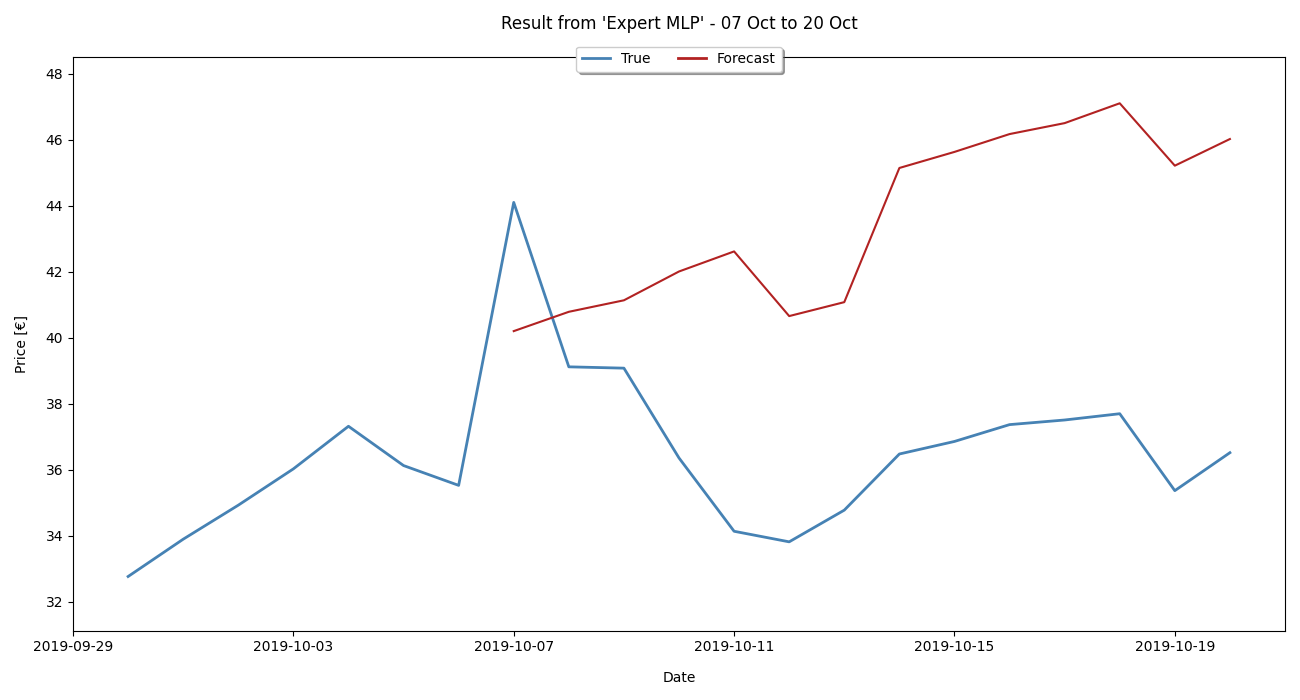 Result from 'Expert MLP' - 07 Oct to 20 Oct
True Forecast
48
46
44
42
40
38
36
34
32
Price [€]
2019-09-29 2019-10-03 2019-10-07 2019-10-11 2019-10-15 2019-10-19
Date